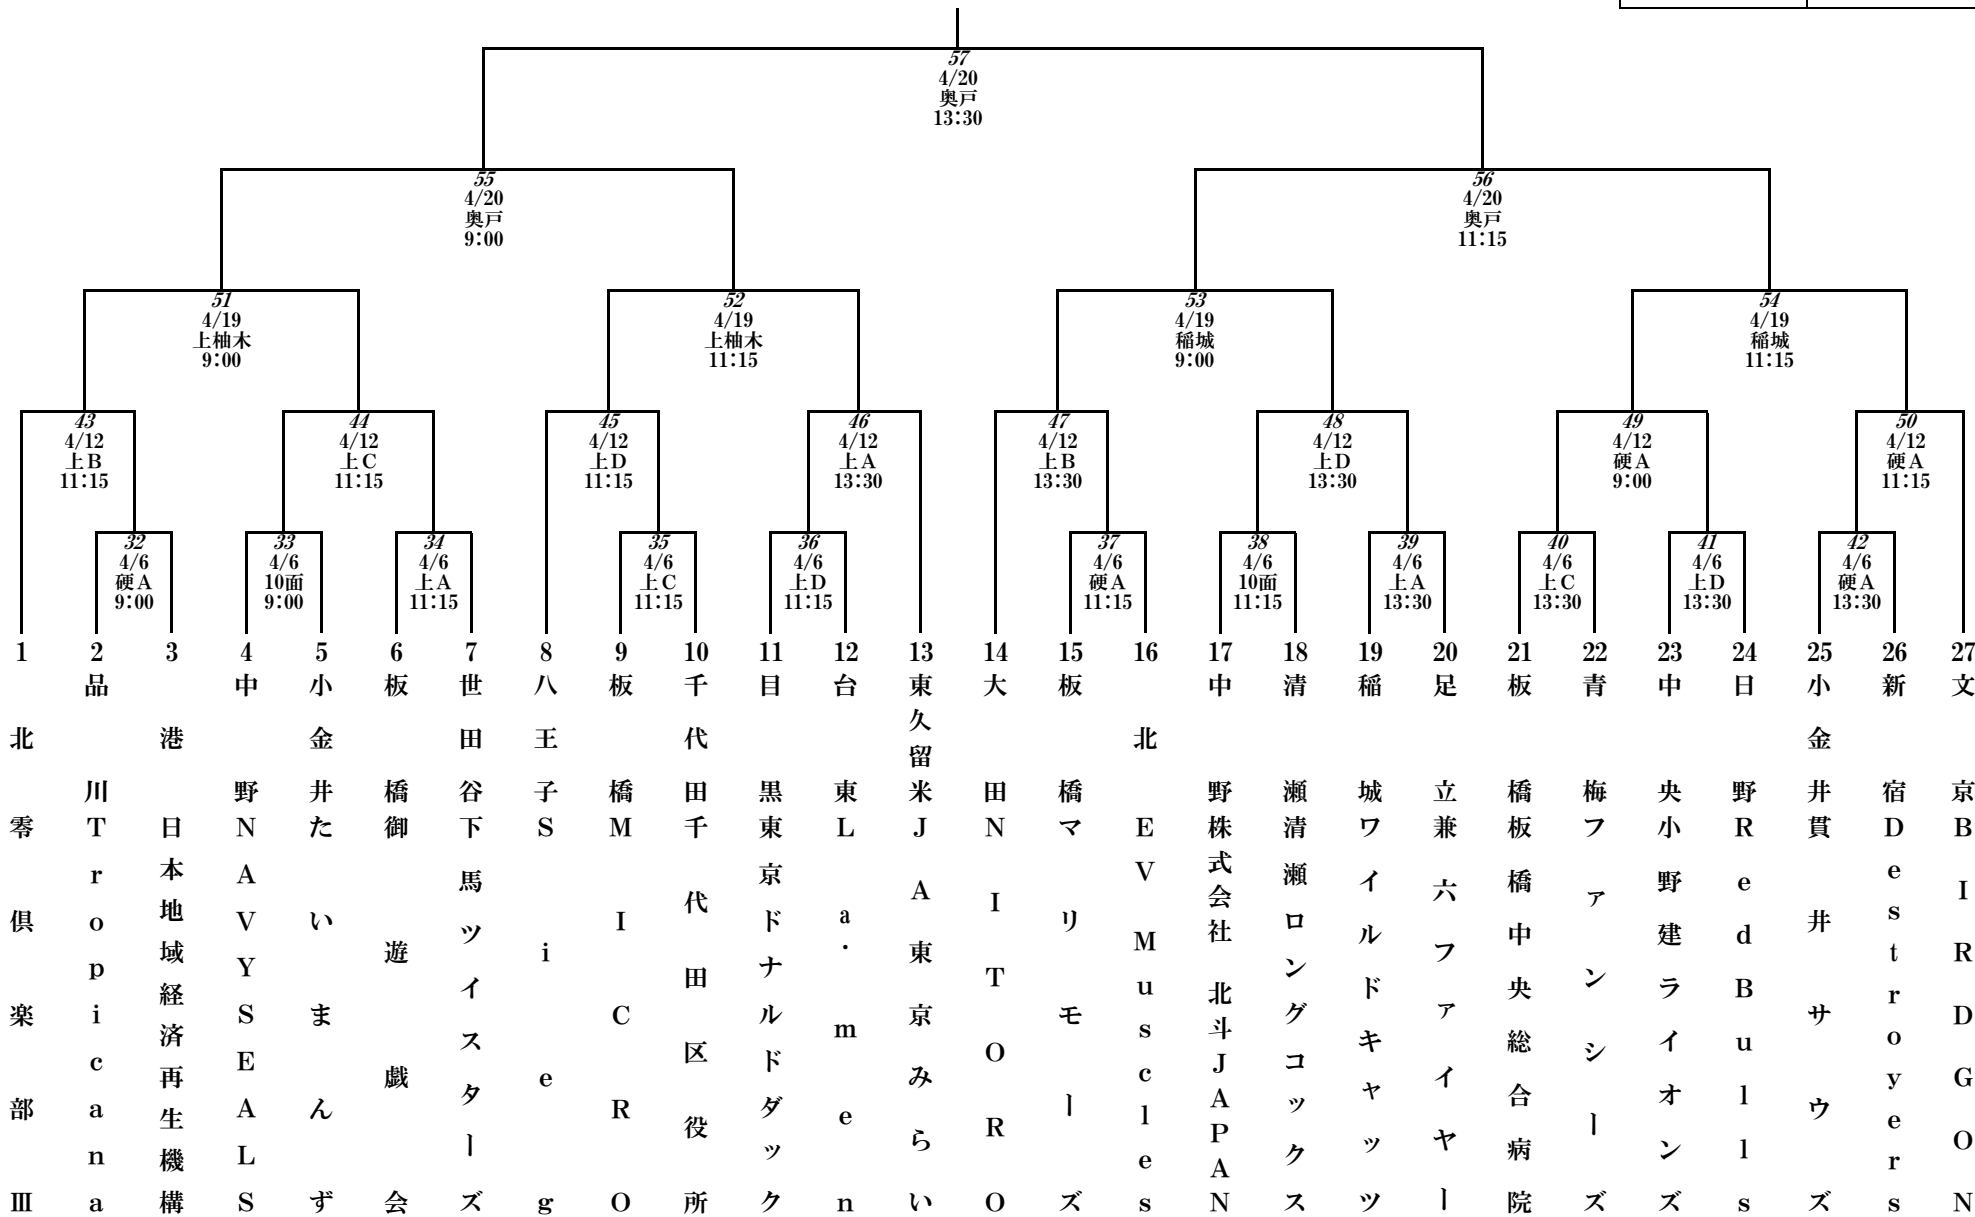 57
4/20
奥戸
13:30
55
4/20
奥戸
9:00
56
4/20
奥戸
11:15
51
4/19
上柚木
9:00
52
4/19
上柚木
11:15
53
4/19
稲城
9:00
54
4/19
稲城
11:15
43
4/12
上B
11:15
44
4/12
上C
11:15
45
4/12
上D
11:15
46
4/12
上A
13:30
47
4/12
上B
13:30
48
4/12
上D
13:30
49
4/12
硬A
9:00
50
4/12
硬A
11:15
32
4/6
硬A
9:00
33
4/6
10面
9:00
34
4/6
上A
11:15
35
4/6
上C
11:15
36
4/6
上D
11:15
37
4/6
硬A
11:15
38
4/6
10面
11:15
39
4/6
上A
13:30
40
4/6
上C
13:30
41
4/6
上D
13:30
42
4/6
硬A
13:30
1 北 零倶楽部Ⅲ
2 品川 Tropicana
3 港 日本地域経済再生機構
4 中野 NAVYSEALS
5 小金井 たいまんず
6 板橋 御遊戯会
7 世田谷 下馬ツイスターズ
8 八王子 Sieg
9 板橋 MICRO
10 千代田 千代田区役所
11 目黒 東京ドナルドダック
12 台東 La・men
13 東久留米 JA東京みらい
14 大田 NITORO
15 板橋 マリモーズ
16 北 EV Muscles
17 中野 株式会社 北斗JAPAN
18 清瀬 清瀬ロングコックス
19 稲城 ワイルドキャッツ
20 足立 兼六ファイヤー
21 板橋 板橋中央総合病院
22 青梅 ファンシーズ
23 中央 小野建ライオンズ
24 日野 RedBulls
25 小金井 貫井サウズ
26 新宿 Destroyers
27 文京 BIRDGON